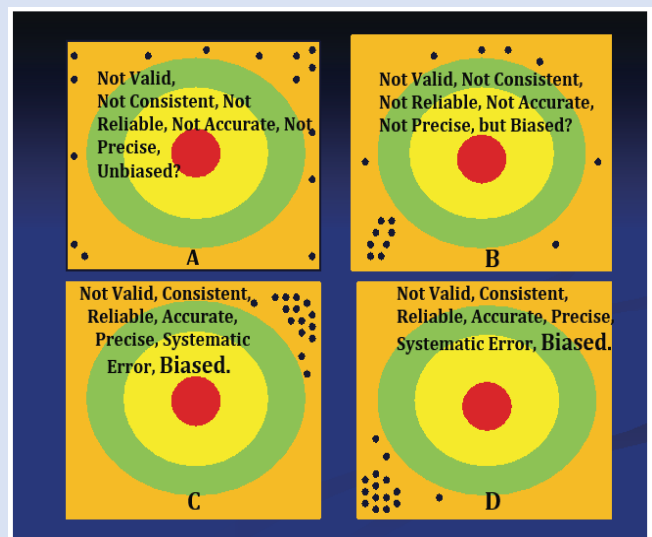 Not Valid,
Not Consistent, Not
Reliable, Not Accurate, Not
Precise,
Unbiased?
A
Not Valid, Not Consistent,
Not Reliable, Not Accurate,
Not Precise, but Biased?
B
Not Valid, Consistent,
Reliable, Accurate,
Precise, Systematic
Error, Biased.
C
Not Valid, Consistent,
Reliable, Accurate, Precise,
Systematic Error, Biased.
D